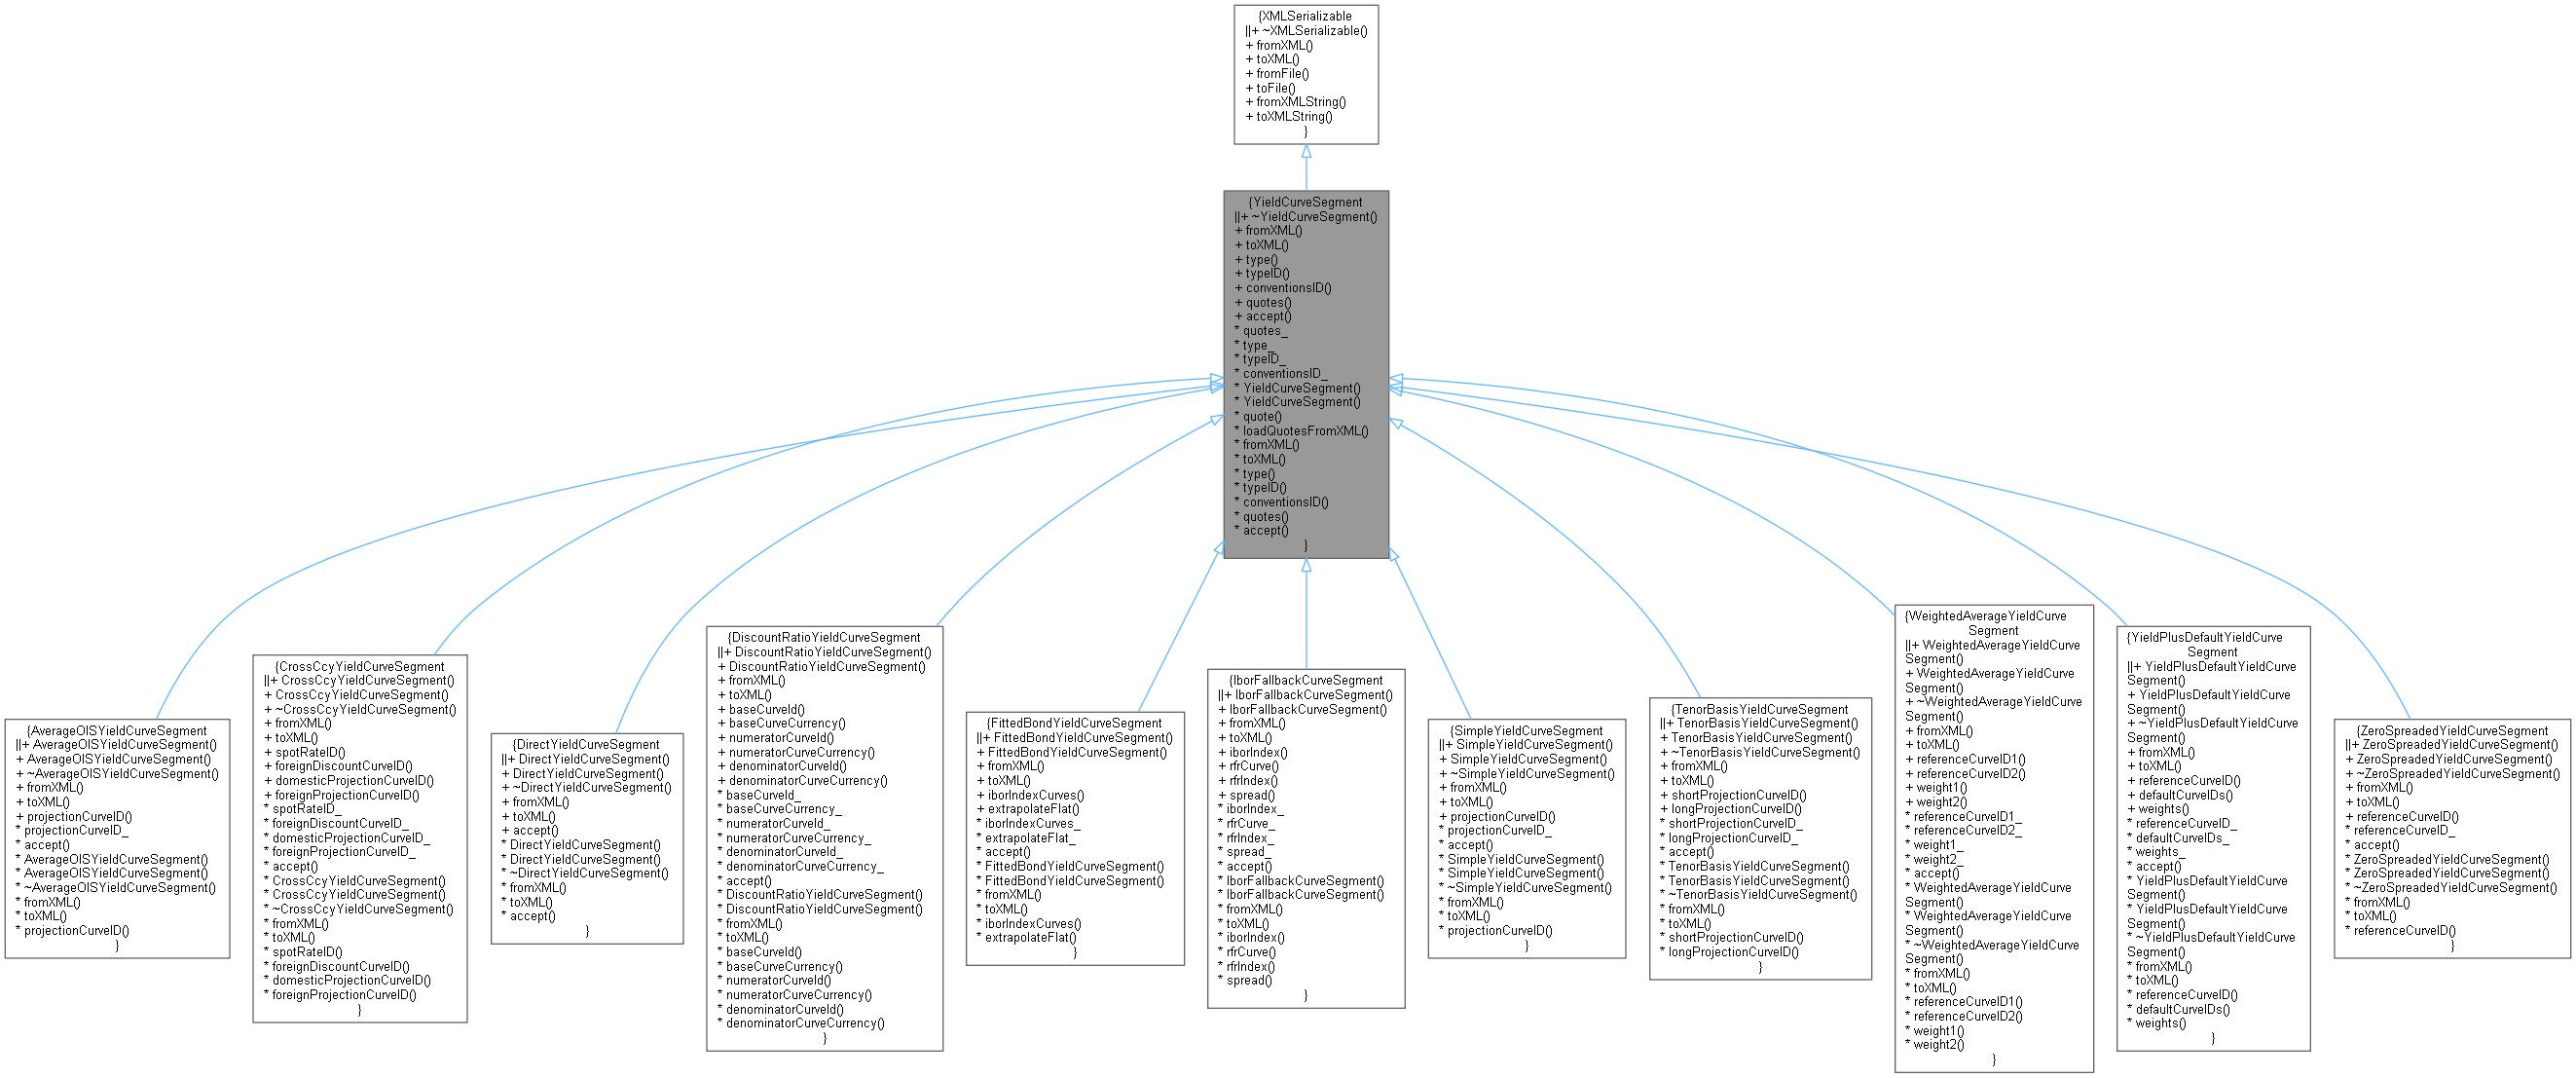 {XMLSerializable
||+ ~XMLSerializable()
+ fromXML()
+ toXML()
+ fromFile()
+ toFile()
+ fromXMLString()
+ toXMLString()
}
{YieldCurveSegment
||+ ~YieldCurveSegment()
+ fromXML()
+ toXML()
+ type()
+ typeID()
+ conventionsID()
+ quotes()
+ accept()
* quotes_
* type_
* typeID_
* conventionsID_
* YieldCurveSegment()
* YieldCurveSegment()
* quote()
* loadQuotesFromXML()
* fromXML()
* toXML()
* type()
* typeID()
* conventionsID()
* quotes()
* accept()
}
{AverageOISYieldCurveSegment
||+ AverageOISYieldCurveSegment()
+ AverageOISYieldCurveSegment()
+ ~AverageOISYieldCurveSegment()
+ fromXML()
+ toXML()
+ projectionCurveID()
* projectionCurveID_
* accept()
* AverageOISYieldCurveSegment()
* AverageOISYieldCurveSegment()
* ~AverageOISYieldCurveSegment()
* fromXML()
* toXML()
* projectionCurveID()
}
{CrossCcyYieldCurveSegment
||+ CrossCcyYieldCurveSegment()
+ CrossCcyYieldCurveSegment()
+ ~CrossCcyYieldCurveSegment()
+ fromXML()
+ toXML()
+ spotRateID()
+ foreignDiscountCurveID()
+ domesticProjectionCurveID()
+ foreignProjectionCurveID()
* spotRateID_
* foreignDiscountCurveID_
* domesticProjectionCurveID_
* foreignProjectionCurveID_
* accept()
* CrossCcyYieldCurveSegment()
* CrossCcyYieldCurveSegment()
* ~CrossCcyYieldCurveSegment()
* fromXML()
* toXML()
* spotRateID()
* foreignDiscountCurveID()
* domesticProjectionCurveID()
* foreignProjectionCurveID()
}
{DirectYieldCurveSegment
||+ DirectYieldCurveSegment()
+ DirectYieldCurveSegment()
+ ~DirectYieldCurveSegment()
+ fromXML()
+ toXML()
+ accept()
* DirectYieldCurveSegment()
* DirectYieldCurveSegment()
* ~DirectYieldCurveSegment()
* fromXML()
* toXML()
* accept()
}
{DiscountRatioYieldCurveSegment
||+ DiscountRatioYieldCurveSegment()
+ DiscountRatioYieldCurveSegment()
+ fromXML()
+ toXML()
+ baseCurveId()
+ baseCurveCurrency()
+ numeratorCurveId()
+ numeratorCurveCurrency()
+ denominatorCurveId()
+ denominatorCurveCurrency()
* baseCurveId_
* baseCurveCurrency_
* numeratorCurveId_
* numeratorCurveCurrency_
* denominatorCurveId_
* denominatorCurveCurrency_
* accept()
* DiscountRatioYieldCurveSegment()
* DiscountRatioYieldCurveSegment()
* fromXML()
* toXML()
* baseCurveId()
* baseCurveCurrency()
* numeratorCurveId()
* numeratorCurveCurrency()
* denominatorCurveId()
* denominatorCurveCurrency()
}
{FittedBondYieldCurveSegment
||+ FittedBondYieldCurveSegment()
+ FittedBondYieldCurveSegment()
+ fromXML()
+ toXML()
+ iborIndexCurves()
+ extrapolateFlat()
* iborIndexCurves_
* extrapolateFlat_
* accept()
* FittedBondYieldCurveSegment()
* FittedBondYieldCurveSegment()
* fromXML()
* toXML()
* iborIndexCurves()
* extrapolateFlat()
}
{IborFallbackCurveSegment
||+ IborFallbackCurveSegment()
+ IborFallbackCurveSegment()
+ fromXML()
+ toXML()
+ iborIndex()
+ rfrCurve()
+ rfrIndex()
+ spread()
* iborIndex_
* rfrCurve_
* rfrIndex_
* spread_
* accept()
* IborFallbackCurveSegment()
* IborFallbackCurveSegment()
* fromXML()
* toXML()
* iborIndex()
* rfrCurve()
* rfrIndex()
* spread()
}
{SimpleYieldCurveSegment
||+ SimpleYieldCurveSegment()
+ SimpleYieldCurveSegment()
+ ~SimpleYieldCurveSegment()
+ fromXML()
+ toXML()
+ projectionCurveID()
* projectionCurveID_
* accept()
* SimpleYieldCurveSegment()
* SimpleYieldCurveSegment()
* ~SimpleYieldCurveSegment()
* fromXML()
* toXML()
* projectionCurveID()
}
{TenorBasisYieldCurveSegment
||+ TenorBasisYieldCurveSegment()
+ TenorBasisYieldCurveSegment()
+ ~TenorBasisYieldCurveSegment()
+ fromXML()
+ toXML()
+ shortProjectionCurveID()
+ longProjectionCurveID()
* shortProjectionCurveID_
* longProjectionCurveID_
* accept()
* TenorBasisYieldCurveSegment()
* TenorBasisYieldCurveSegment()
* ~TenorBasisYieldCurveSegment()
* fromXML()
* toXML()
* shortProjectionCurveID()
* longProjectionCurveID()
}
{WeightedAverageYieldCurve
Segment
||+ WeightedAverageYieldCurve
Segment()
+ WeightedAverageYieldCurve
Segment()
+ ~WeightedAverageYieldCurve
Segment()
+ fromXML()
+ toXML()
+ referenceCurveID1()
+ referenceCurveID2()
+ weight1()
+ weight2()
* referenceCurveID1_
* referenceCurveID2_
* weight1_
* weight2_
* accept()
* WeightedAverageYieldCurve
Segment()
* WeightedAverageYieldCurve
Segment()
* ~WeightedAverageYieldCurve
Segment()
* fromXML()
* toXML()
* referenceCurveID1()
* referenceCurveID2()
* weight1()
* weight2()
}
{YieldPlusDefaultYieldCurve
Segment
||+ YieldPlusDefaultYieldCurve
Segment()
+ YieldPlusDefaultYieldCurve
Segment()
+ ~YieldPlusDefaultYieldCurve
Segment()
+ fromXML()
+ toXML()
+ referenceCurveID()
+ defaultCurveIDs()
+ weights()
* referenceCurveID_
* defaultCurveIDs_
* weights_
* accept()
* YieldPlusDefaultYieldCurve
Segment()
* YieldPlusDefaultYieldCurve
Segment()
* ~YieldPlusDefaultYieldCurve
Segment()
* fromXML()
* toXML()
* referenceCurveID()
* defaultCurveIDs()
* weights()
}
{ZeroSpreadedYieldCurveSegment
||+ ZeroSpreadedYieldCurveSegment()
+ ZeroSpreadedYieldCurveSegment()
+ ~ZeroSpreadedYieldCurveSegment()
+ fromXML()
+ toXML()
+ referenceCurveID()
* referenceCurveID_
* accept()
* ZeroSpreadedYieldCurveSegment()
* ZeroSpreadedYieldCurveSegment()
* ~ZeroSpreadedYieldCurveSegment()
* fromXML()
* toXML()
* referenceCurveID()
}